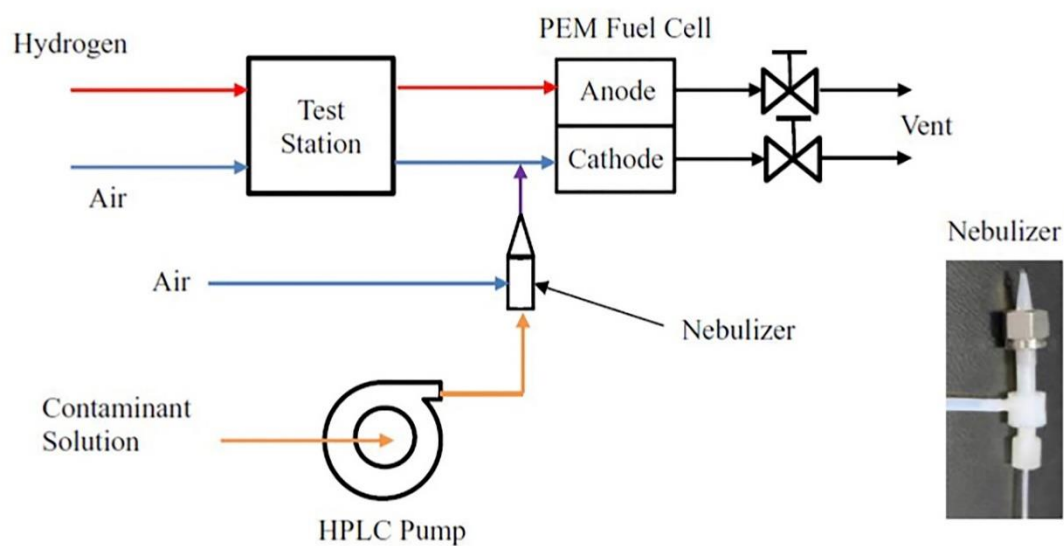 Hydrogen
PEM Fuel Cell
Test
Station
Anode
Cathode
Vent
Air
Nebulizer
Air
Nebulizer
Contaminant
Solution
HPLC Pump